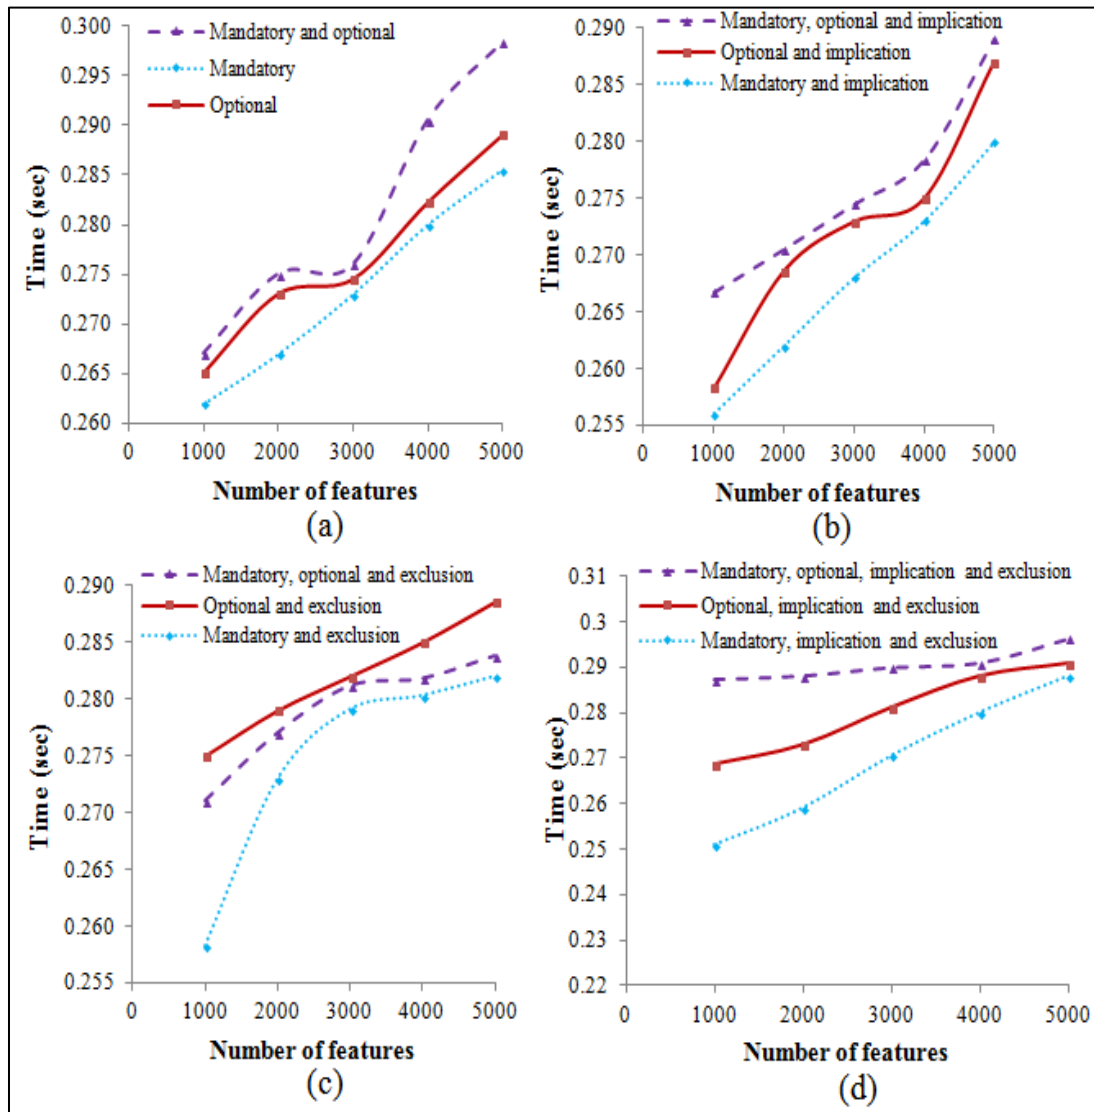 0.300
0.295
0.290
0.285
0.280
0.275
0.270
0.265
0.260
Time (sec)
Mandatory and optional
Mandatory
Optional
0 1000 2000 3000 4000 5000
Number of features
(a)
0.290
0.285
0.280
0.275
0.270
0.265
0.260
0.255
Time (sec)
Mandatory, optional and implication
Optional and implication
Mandatory and implication
0 1000 2000 3000 4000 5000
Number of features
(b)
0.290
0.285
0.280
0.275
0.270
0.265
0.260
0.255
Time (sec)
Mandatory, optional and exclusion
Optional and exclusion
Mandatory and exclusion
0 1000 2000 3000 4000 5000
Number of features
(c)
0.31
0.3
0.29
0.28
0.27
0.26
0.25
0.24
0.23
0.22
Time (sec)
Mandatory, optional, implication and exclusion
Optional, implication and exclusion
Mandatory, implication and exclusion
0 1000 2000 3000 4000 5000
Number of features
(d)